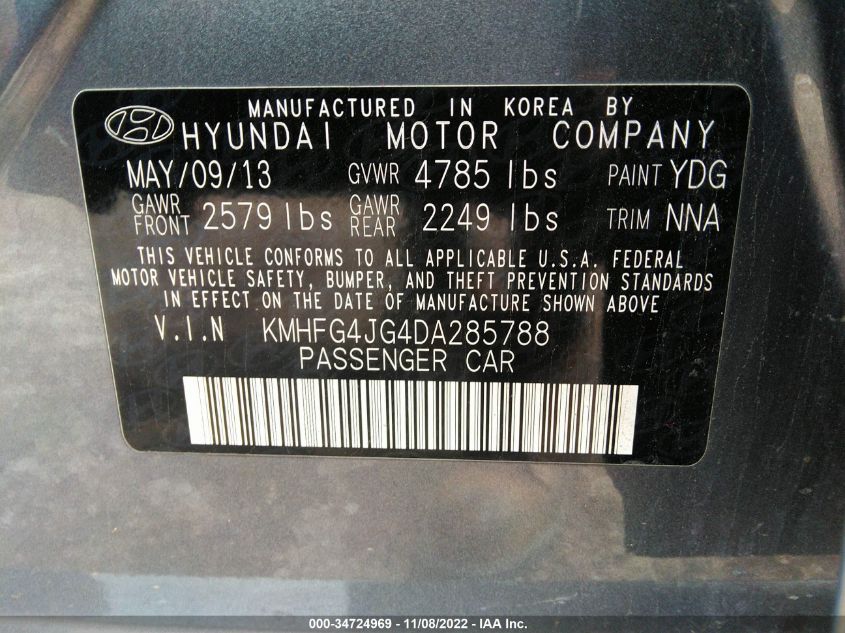 MANUFACTURED IN KOREA BY
HYUNDAI MOTOR COMPANY
MAY/09/13 GVWR 4785 lbs PAINT YDG
GAWR FRONT 2579 lbs GAWR REAR 2249 lbs TRIM NNA
THIS VEHICLE CONFORMS TO ALL APPLICABLE U.S.A. FEDERAL
MOTOR VEHICLE SAFETY, BUMPER, AND THEFT PREVENTION STANDARDS
IN EFFECT ON THE DATE OF MANUFACTURE SHOWN ABOVE.
V.I.N KMHFG4JG4DA285788
PASSENGER CAR
000-34724969 - 11/08/2022 - IAA Inc.